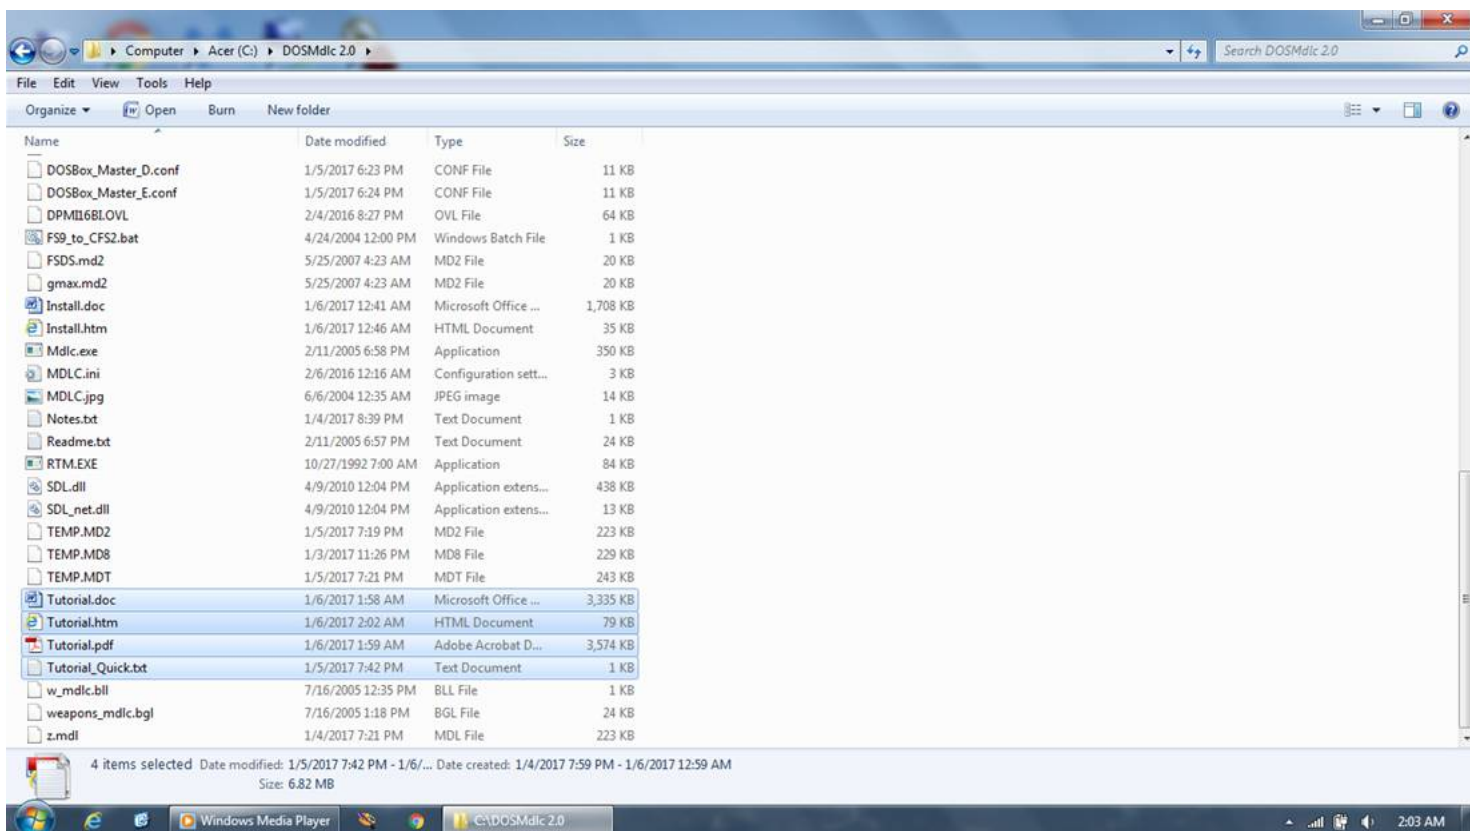 Computer Acer (C:) DOSMdlc 2.0 Search DOSMdlc 2.0
File Edit View Tools Help
Organize Open Burn New folder
Name Date modified Type Size
DOSBox_Master_D.conf 1/5/2017 6:23 PM CONF File 11 KB
DOSBox_Master_E.conf 1/5/2017 6:24 PM CONF File 11 KB
DPMI16BI.OVL 2/4/2016 8:27 PM OVL File 64 KB
FS9_to_CFS2.bat 4/24/2004 12:00 PM Windows Batch File 1 KB
FSDS.md2 5/25/2007 4:23 AM MD2 File 20 KB
gmax.md2 5/25/2007 4:23 AM MD2 File 20 KB
Install.doc 1/6/2017 12:41 AM Microsoft Office ... 1,708 KB
Install.htm 1/6/2017 12:46 AM HTML Document 35 KB
Mdlc.exe 2/11/2005 6:58 PM Application 350 KB
MDLC.ini 2/6/2016 12:16 AM Configuration sett... 3 KB
MDLC.jpg 6/6/2004 12:35 AM JPEG image 14 KB
Notes.txt 1/4/2017 8:39 PM Text Document 1 KB
Readme.txt 2/11/2005 6:57 PM Text Document 24 KB
RTM.EXE 10/27/1992 7:00 AM Application 84 KB
SDL.dll 4/9/2010 12:04 PM Application extens... 438 KB
SDL_net.dll 4/9/2010 12:04 PM Application extens... 13 KB
TEMP.MD2 1/5/2017 7:19 PM MD2 File 223 KB
TEMP.MD8 1/3/2017 11:26 PM MD8 File 229 KB
TEMP.MDT 1/5/2017 7:21 PM MDT File 243 KB
Tutorial.doc 1/6/2017 1:58 AM Microsoft Office ... 3,335 KB
Tutorial.htm 1/6/2017 2:02 AM HTML Document 79 KB
Tutorial.pdf 1/6/2017 1:59 AM Adobe Acrobat D... 3,574 KB
Tutorial_Quick.txt 1/5/2017 7:42 PM Text Document 1 KB
w_mdlc.bll 7/16/2005 12:35 PM BLL File 1 KB
weapons_mdlc.bgl 7/16/2005 1:18 PM BGL File 24 KB
z.mdl 1/4/2017 7:21 PM MDL File 223 KB
4 items selected Date modified: 1/5/2017 7:42 PM - 1/6/... Date created: 1/4/2017 7:59 PM - 1/6/2017 12:59 AM
Size: 6.82 MB
Windows Media Player C:\DOSMdlc 2.0 2:03 AM